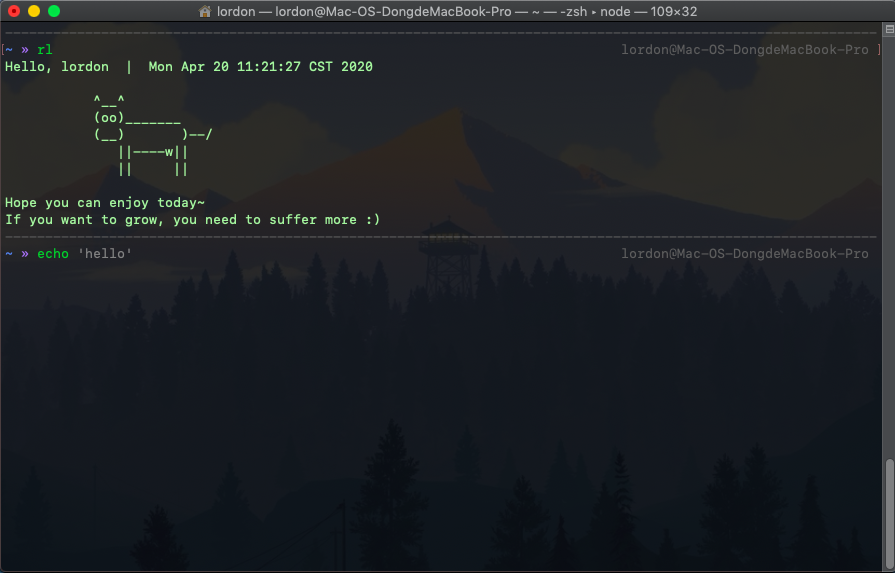 lordon — lordon@Mac-OS-DongdeMacBook-Pro — ~ — -zsh ▸ node — 109×32
[~ » rl lordon@Mac-OS-DongdeMacBook-Pro ]
Hello, lordon | Mon Apr 20 11:21:27 CST 2020
^__^
(oo)_______
(__) )--/
||----w||
|| ||
Hope you can enjoy today~
If you want to grow, you need to suffer more :)
~ » echo 'hello' lordon@Mac-OS-DongdeMacBook-Pro